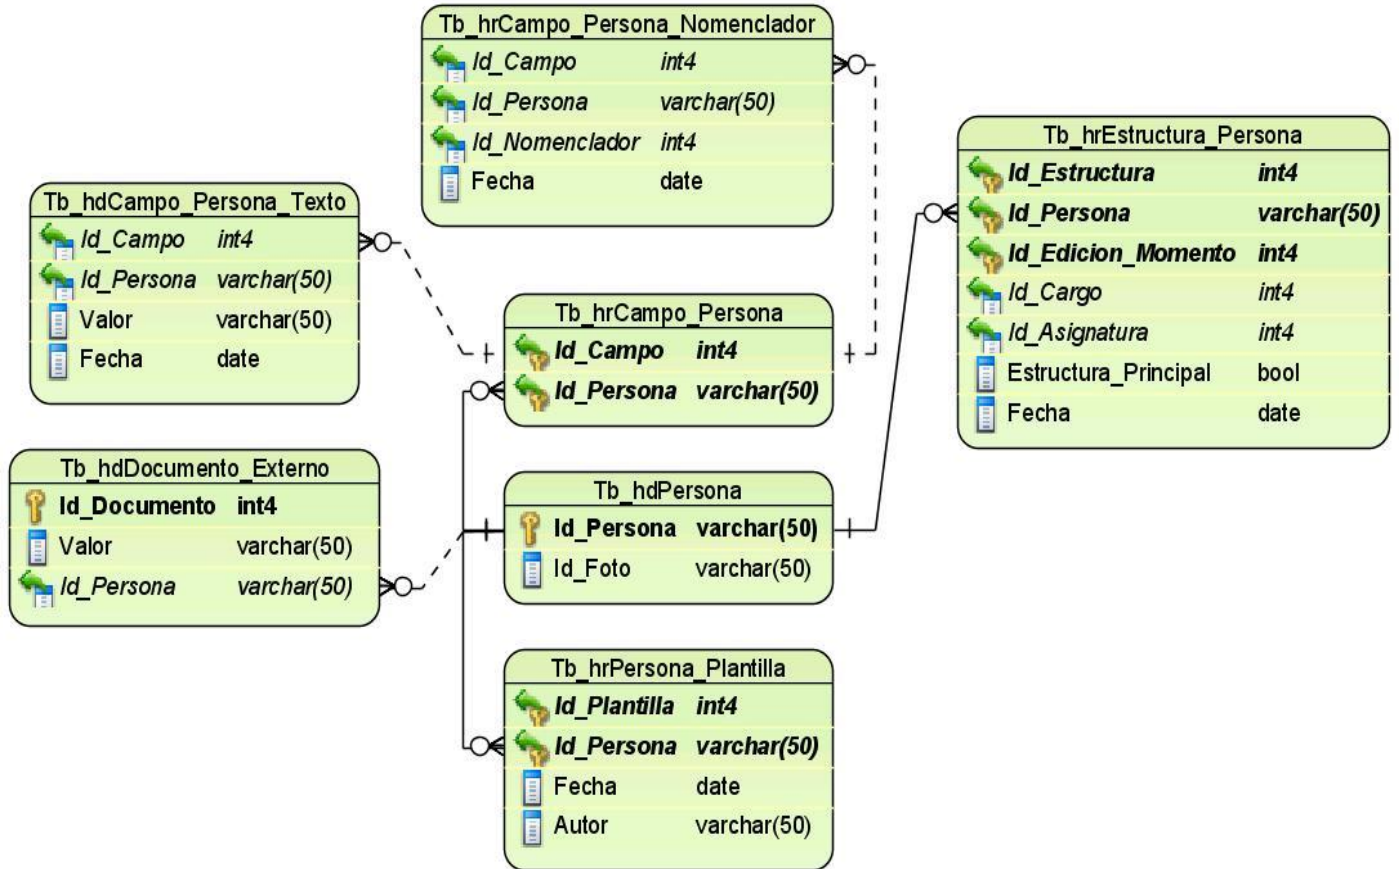 Tb_hrCampo_Persona_Nomenclador
Id_Campo int4
Id_Persona varchar(50)
Id_Nomenclador int4
Fecha date
Tb_hrEstructura_Persona
Id_Estructura int4
Id_Persona varchar(50)
Id_Edicion_Momento int4
Id_Cargo int4
Id_Asignatura int4
Estructura_Principal bool
Fecha date
Tb_hdCampo_Persona_Texto
Id_Campo int4
Id_Persona varchar(50)
Valor varchar(50)
Fecha date
Tb_hrCampo_Persona
Id_Campo int4
Id_Persona varchar(50)
Tb_hdDocumento_Externo
Id_Documento int4
Valor varchar(50)
Id_Persona varchar(50)
Tb_hdPersona
Id_Persona varchar(50)
Id_Foto varchar(50)
Tb_hrPersona_Plantilla
Id_Plantilla int4
Id_Persona varchar(50)
Fecha date
Autor varchar(50)